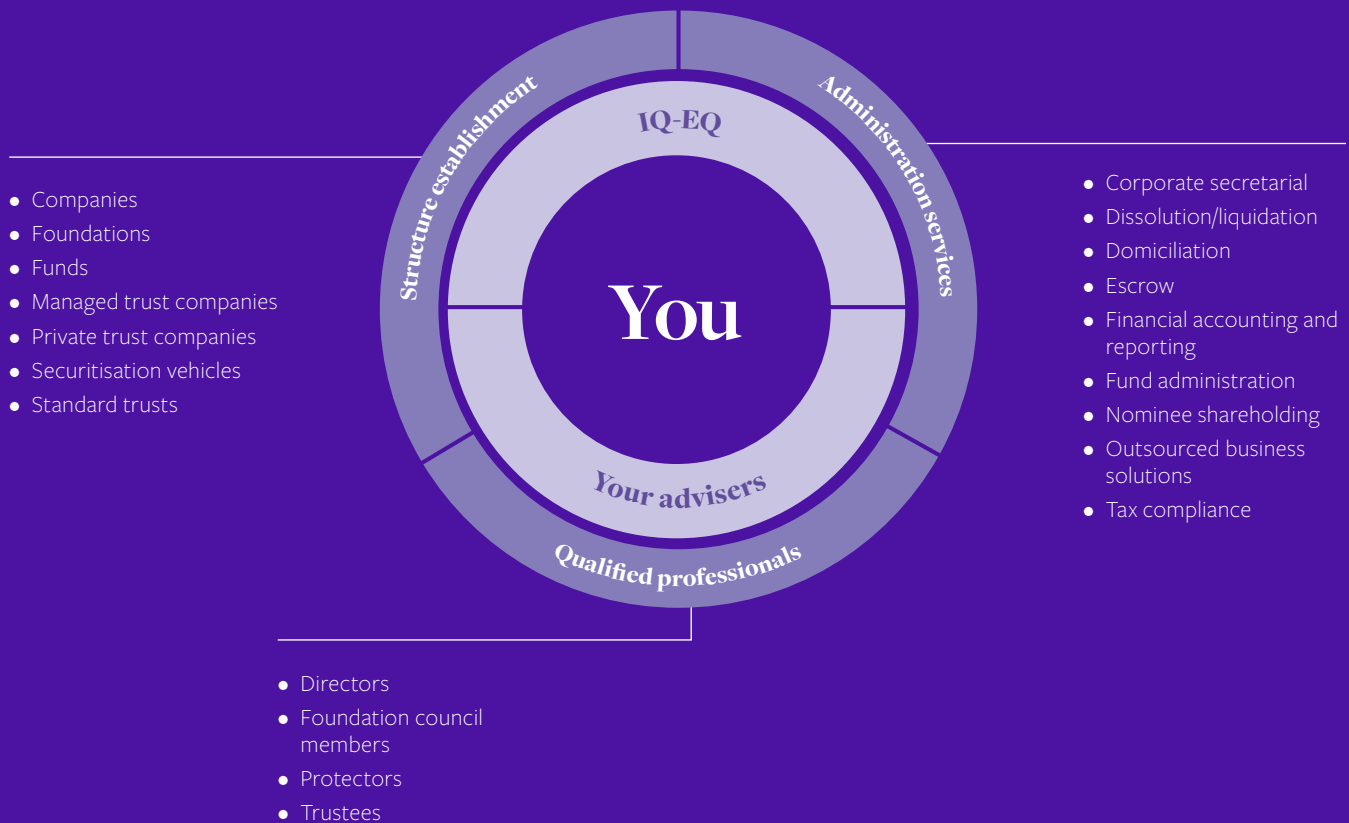 Structure establishment
Administration services
IQ-EQ
You
Your advisers
Qualified professionals
• Companies
• Foundations
• Funds
• Managed trust companies
• Private trust companies
• Securitisation vehicles
• Standard trusts
• Corporate secretarial
• Dissolution/liquidation
• Domiciliation
• Escrow
• Financial accounting and
reporting
• Fund administration
• Nominee shareholding
• Outsourced business
solutions
• Tax compliance
• Directors
• Foundation council
members
• Protectors
• Trustees